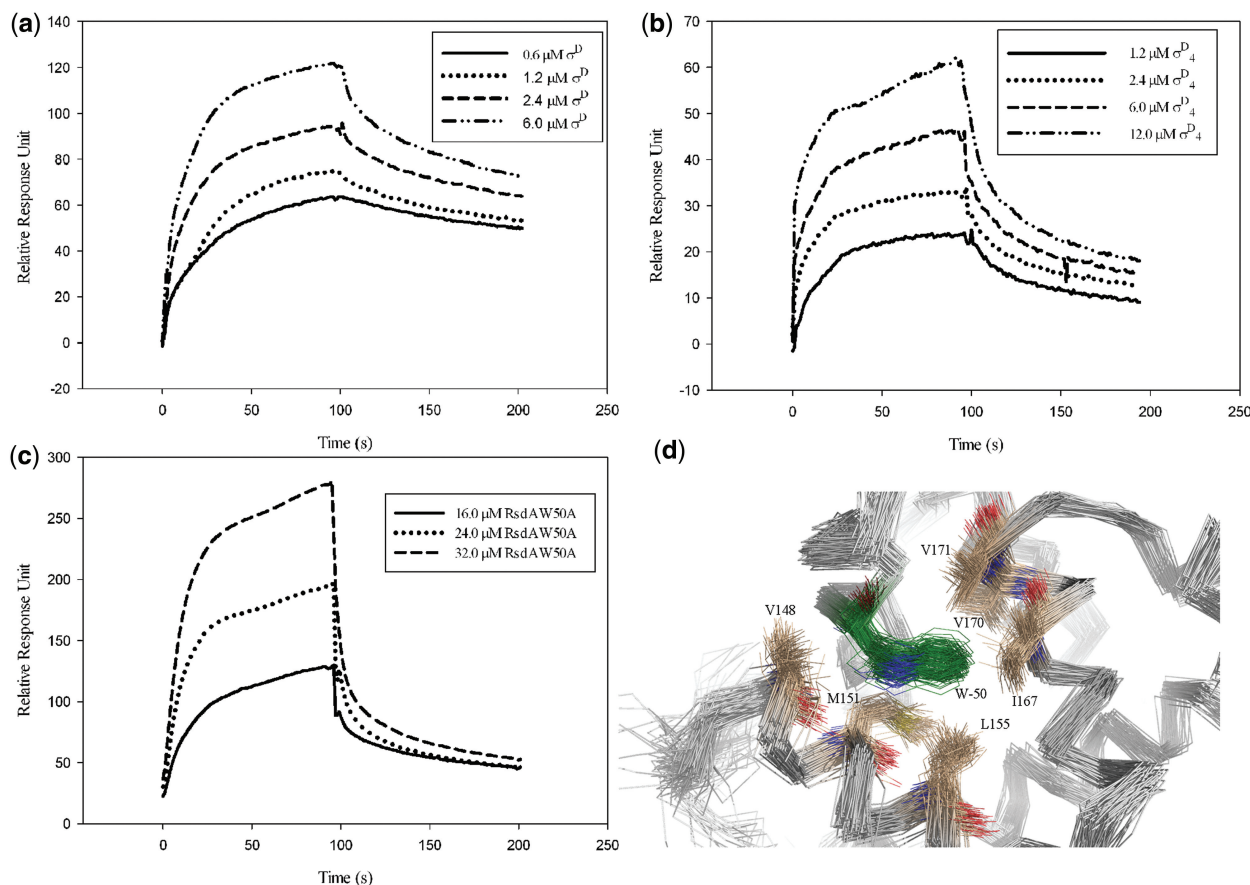 (a)
140
120
100
80
60
40
20
0
-20
Relative Response Unit
0
50
100
150
200
250
Time (s)
0.6 μM σD
1.2 μM σD
2.4 μM σD
6.0 μM σD
(b)
70
60
50
40
30
20
10
0
-10
Relative Response Unit
0
50
100
150
200
250
Time (s)
1.2 μM σD4
2.4 μM σD4
6.0 μM σD4
12.0 μM σD4
(c)
300
250
200
150
100
50
0
Relative Response Unit
0
50
100
150
200
250
Time (s)
16.0 μM RsdAW50A
24.0 μM RsdAW50A
32.0 μM RsdAW50A
(d)
V171
V148
V170
M151
W-50
I167
L155